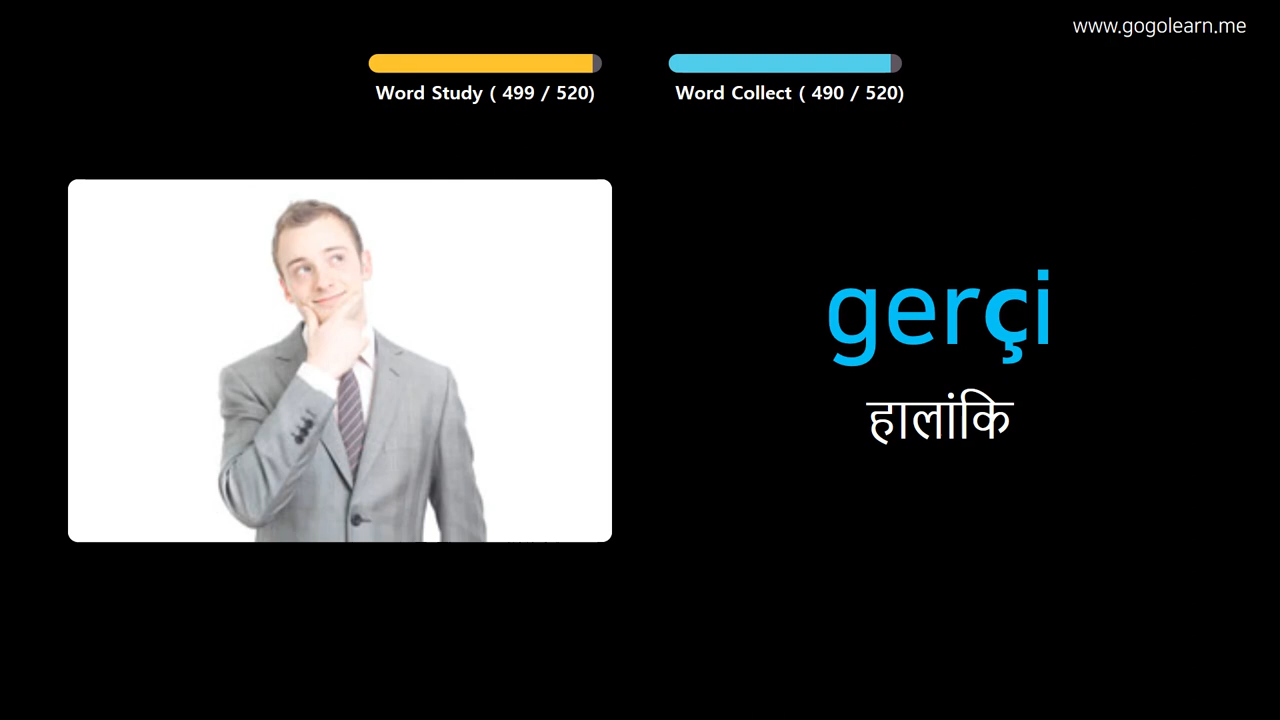 www.gogolearn.me
Word Study ( 499 / 520)
Word Collect ( 490 / 520)
gerçi
हालांकि